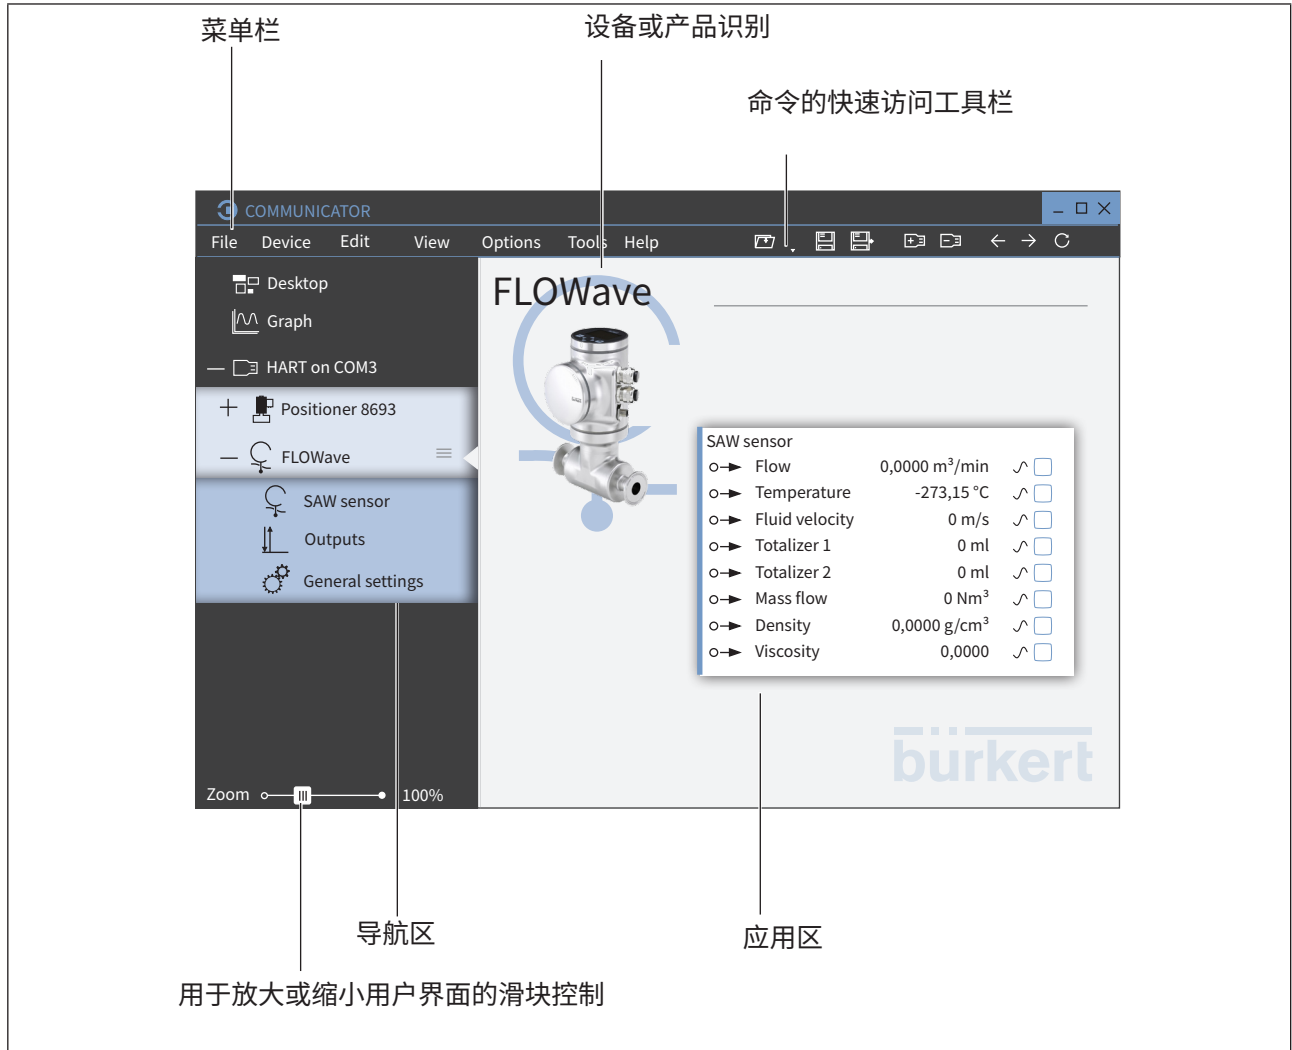 菜单栏
设备或产品识别
命令的快速访问工具栏
COMMUNICATOR
File Device Edit View Options Tools Help
Desktop
Graph
HART on COM3
Positioner 8693
FLOWave
SAW sensor
Outputs
General settings
Zoom 100%
FLOWave
SAW sensor
Flow 0,0000 m³/min
Temperature -273,15 °C
Fluid velocity 0 m/s
Totalizer 1 0 ml
Totalizer 2 0 ml
Mass flow 0 Nm³
Density 0,0000 g/cm³
Viscosity 0,0000
bürkert
导航区
应用区
用于放大或缩小用户界面的滑块控制